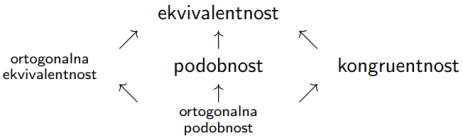 ekvivalentnost
ortogonalna
ekvivalentnost
podobnost
kongruentnost
ortogonalna
podobnost